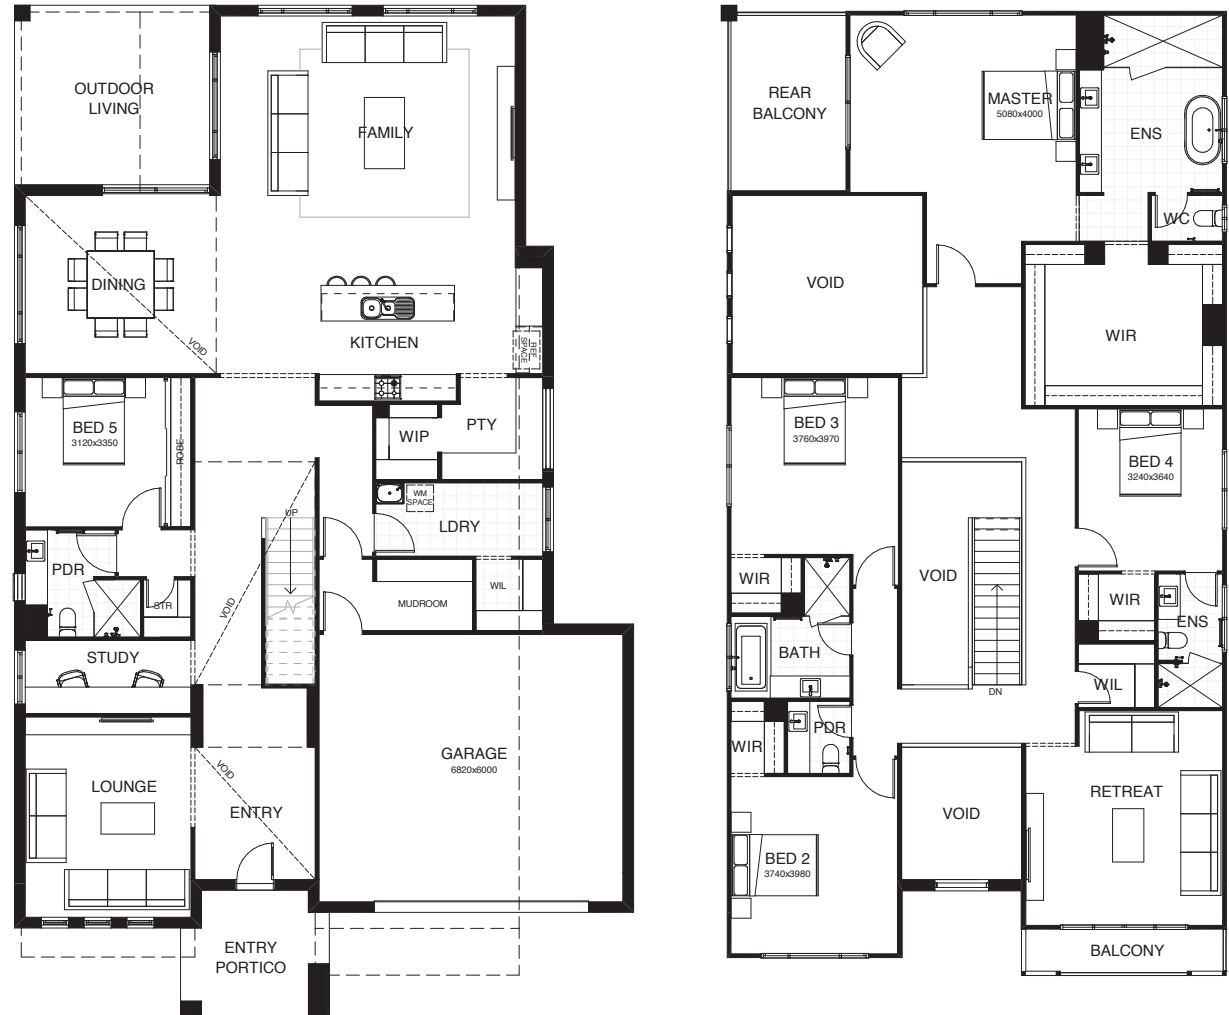 OUTDOOR
LIVING
FAMILY
DINING
VOID
KITCHEN
REF
SPACE
BED 5
3120x3350
ROBE
WIP
PTY
WM
SPACE
LDRY
UP
PDR
STR
VOID
MUDROOM
WIL
STUDY
LOUNGE
VOID
ENTRY
GARAGE
6820x6000
ENTRY
PORTICO
REAR
BALCONY
MASTER
5080x4000
ENS
WC
VOID
WIR
BED 3
3760x3970
BED 4
3240x3640
WIR
VOID
WIR
ENS
BATH
WIL
DN
WIR
PDR
RETREAT
VOID
BED 2
3740x3980
BALCONY